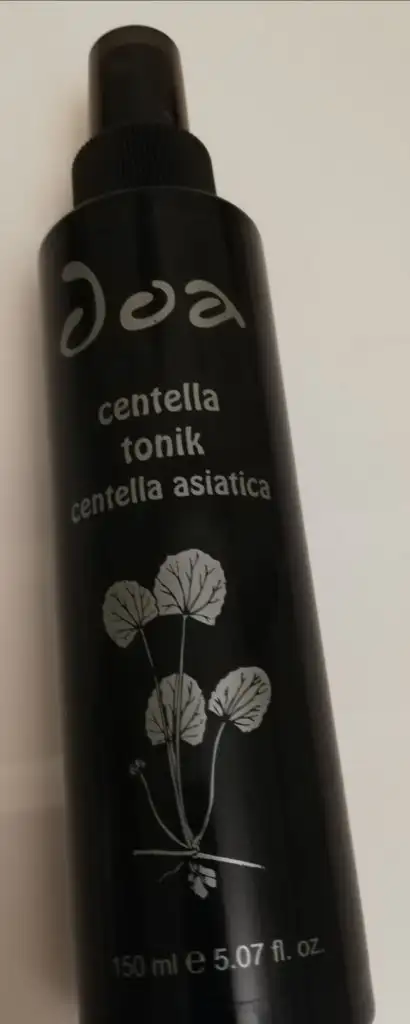 doa
centella
tonik
centella asiatica
150 ml e 5.07 fl. oz.